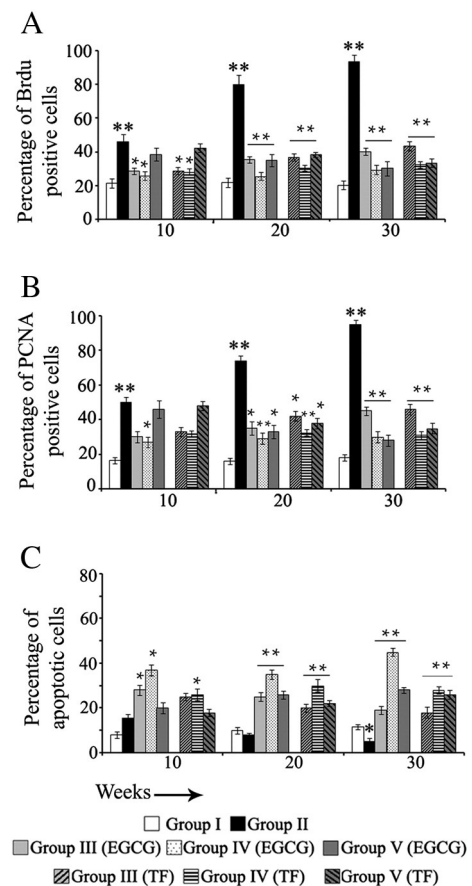 A
Percentage of Brdu
positive cells
100
80
60
40
20
0
** ** * * ** ** ** ** ** **
10 20 30
B
Percentage of PCNA
positive cells
100
80
60
40
20
0
** * ** * ** * * ** * ** * ** **
10 20 30
C
Percentage of
apoptotic cells
80
60
40
20
0
* * * ** ** * ** **
10 20 30
Weeks
Group I Group II
Group III (EGCG) Group IV (EGCG) Group V (EGCG)
Group III (TF) Group IV (TF) Group V (TF)